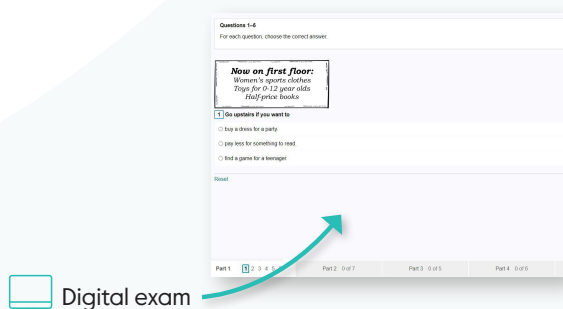 Questions 1–6
For each question, choose the correct answer.
Now on first floor:
Women's sports clothes
Toys for 0-12 year olds
Half-price books
1 Go upstairs if you want to
buy a dress for a party.
pay less for something to read.
find a game for a teenager.
Reset
Part 1 1 2 3 4 5 Part 2 0 of 7 Part 3 0 of 5 Part 4 0 of 6
Digital exam